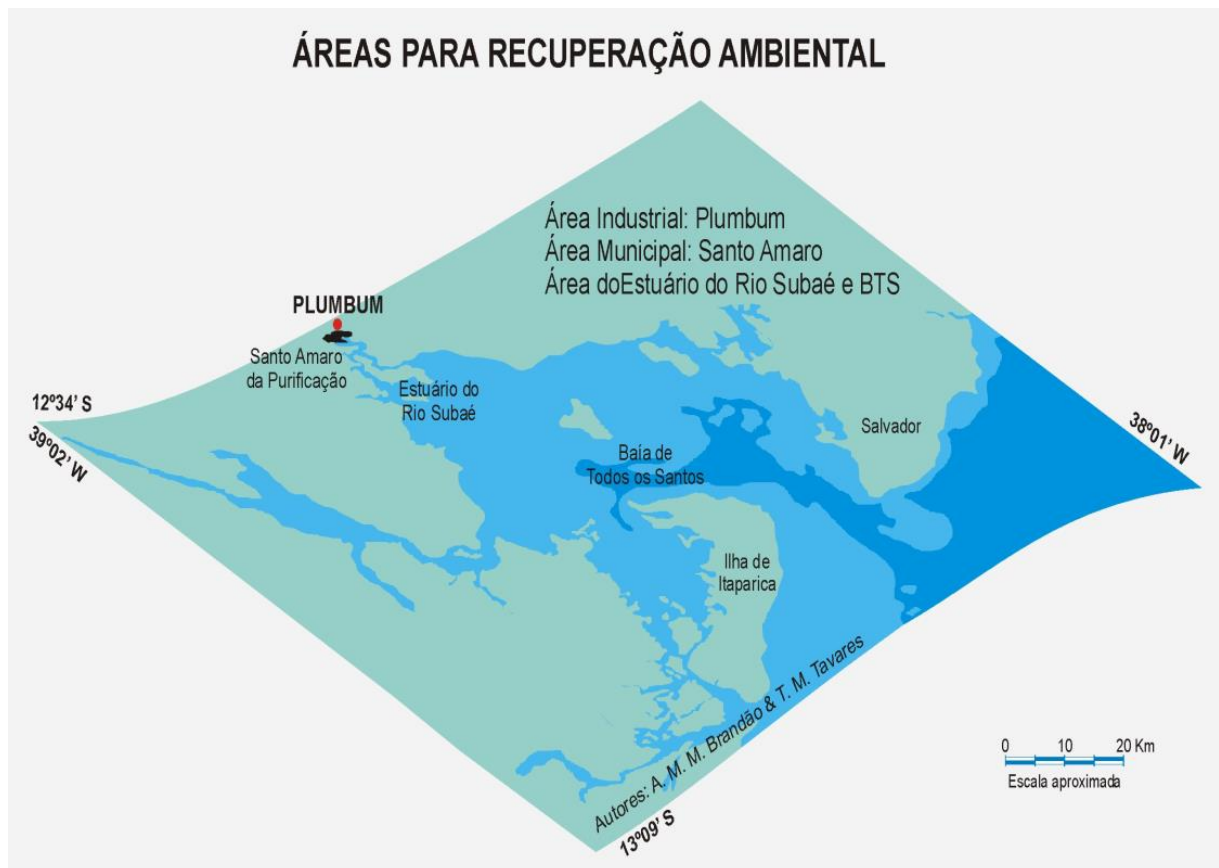 ÁREAS PARA RECUPERAÇÃO AMBIENTAL
Área Industrial: Plumbum
Área Municipal: Santo Amaro
Área doEstuário do Rio Subaé e BTS
PLUMBUM
Santo Amaro
da Purificação
Estuário do
Rio Subaé
12º34’ S
39º02’ W
Salvador
38º01’ W
Baía de
Todos os Santos
Ilha de
Itaparica
Autores: A. M. M. Brandão & T. M. Tavares
13º09’ S
0 10 20 Km
Escala aproximada